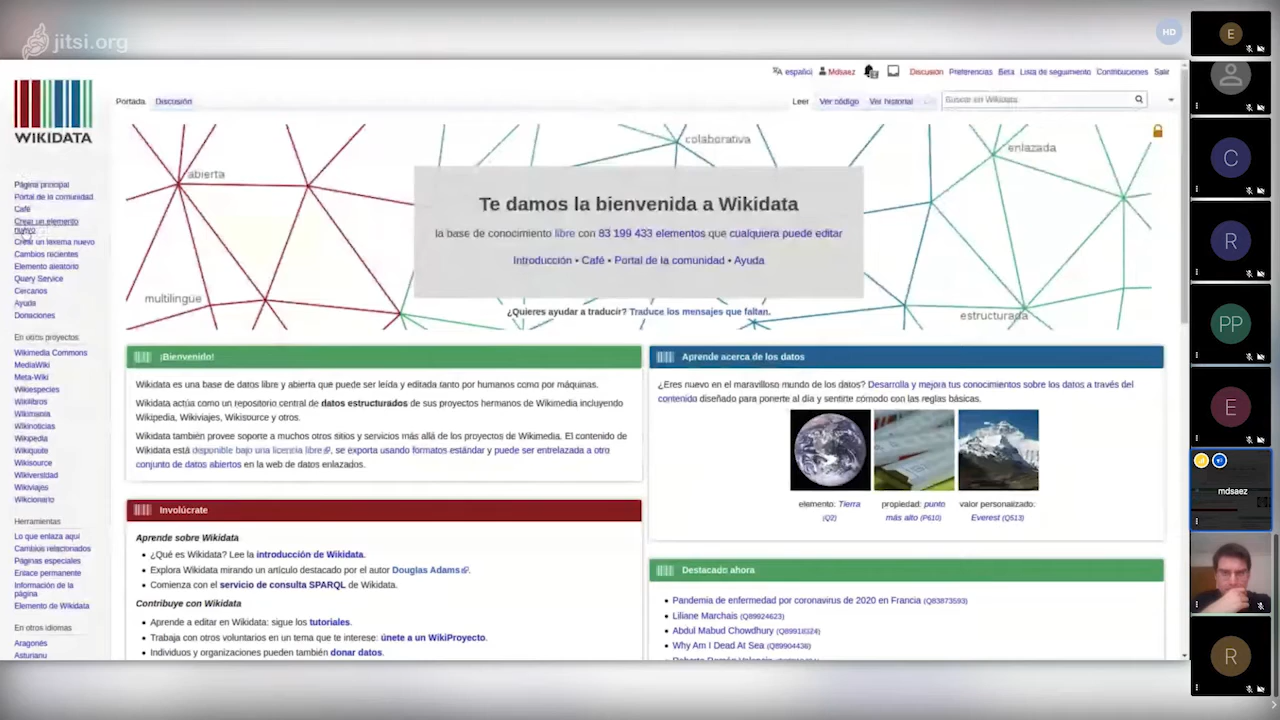 jitsi.org
HD
WIKIDATA
español Mdsaez Discusión Preferencias Beta Lista de seguimiento Contribuciones Salir
Portada Discusión Leer Ver código Ver historial Buscar en Wikidata
colaborativa
abierta
enlazada
multilingüe
estructurada
Te damos la bienvenida a Wikidata
la base de conocimiento libre con 83 199 433 elementos que cualquiera puede editar
Introducción • Café • Portal de la comunidad • Ayuda
¿Quieres ayudar a traducir? Traduce los mensajes que faltan.
Página principal
Portal de la comunidad
Café
Crear un elemento
nuevo
Crear un lexema nuevo
Cambios recientes
Elemento aleatorio
Query Service
Cercanos
Ayuda
Donaciones
En otros proyectos
Wikimedia Commons
MediaWiki
Meta-Wiki
Wikiespecies
Wikilibros
Wikimania
Wikinoticias
Wikipedia
Wikiquote
Wikisource
Wikiversidad
Wikiviajes
Wikcionario
Herramientas
Lo que enlaza aquí
Cambios relacionados
Páginas especiales
Enlace permanente
Información de la
página
Elemento de Wikidata
En otros idiomas
Aragonés
Asturianu
¡Bienvenido!
Wikidata es una base de datos libre y abierta que puede ser leída y editada tanto por humanos como por máquinas.
Wikidata actúa como un repositorio central de datos estructurados de sus proyectos hermanos de Wikimedia incluyendo
Wikipedia, Wikiviajes, Wikisource y otros.
Wikidata también provee soporte a muchos otros sitios y servicios más allá de los proyectos de Wikimedia. El contenido de
Wikidata está disponible bajo una licencia libre, se exporta usando formatos estándar y puede ser entrelazada a otro
conjunto de datos abiertos en la web de datos enlazados.
Involúcrate
Aprende sobre Wikidata
• ¿Qué es Wikidata? Lee la introducción de Wikidata.
• Explora Wikidata mirando un artículo destacado por el autor Douglas Adams.
• Comienza con el servicio de consulta SPARQL de Wikidata.
Contribuye con Wikidata
• Aprende a editar en Wikidata: sigue los tutoriales.
• Trabaja con otros voluntarios en un tema que te interese: únete a un WikiProyecto.
• Individuos y organizaciones pueden también donar datos.
Aprende acerca de los datos
¿Eres nuevo en el maravilloso mundo de los datos? Desarrolla y mejora tus conocimientos sobre los datos a través del
contenido diseñado para ponerte al día y sentirte cómodo con las reglas básicas.
elemento: Tierra
(Q2)
propiedad: punto
más alto (P610)
valor personalizado:
Everest (Q513)
Destacado ahora
• Pandemia de enfermedad por coronavirus de 2020 en Francia (Q83873593)
• Liliane Marchais (Q89924623)
• Abdul Mabud Chowdhury (Q89918324)
• Why Am I Dead At Sea (Q89904436)
E
C
R
PP
E
mdsaez
R